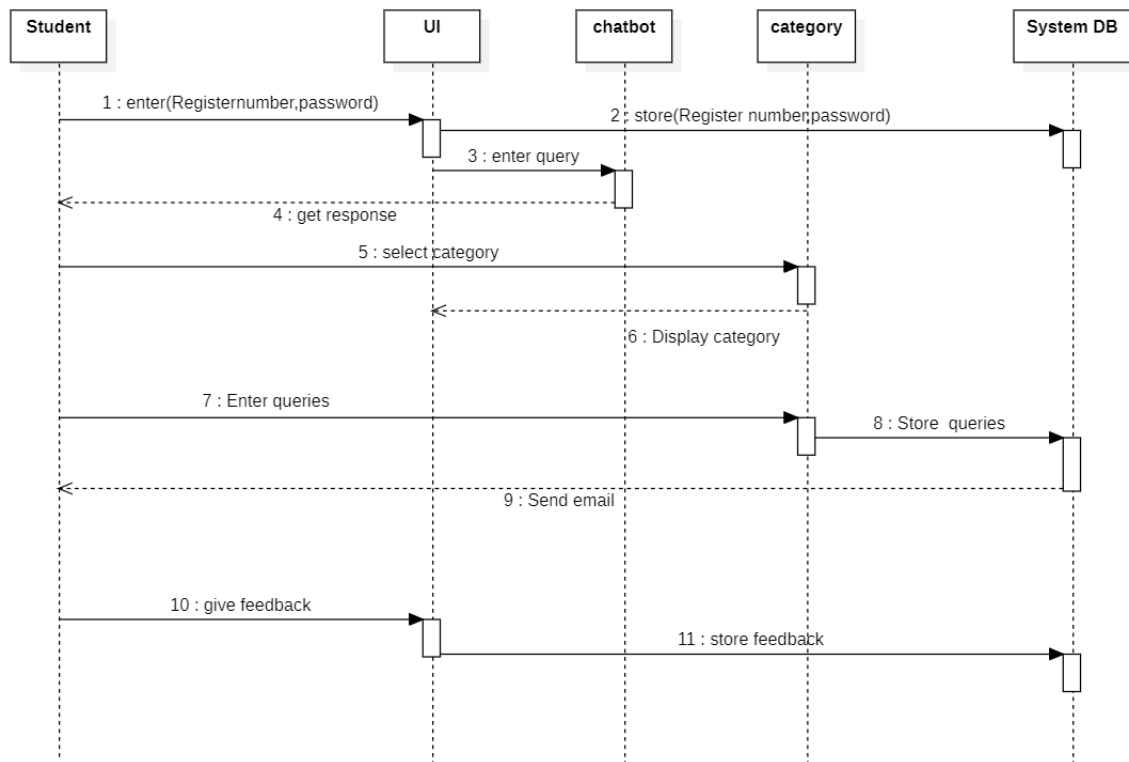 Student
UI
chatbot
category
System DB
1 : enter(Registernumber,password)
2 : store(Register number,password)
3 : enter query
4 : get response
5 : select category
6 : Display category
7 : Enter queries
8 : Store  queries
9 : Send email
10 : give feedback
11 : store feedback